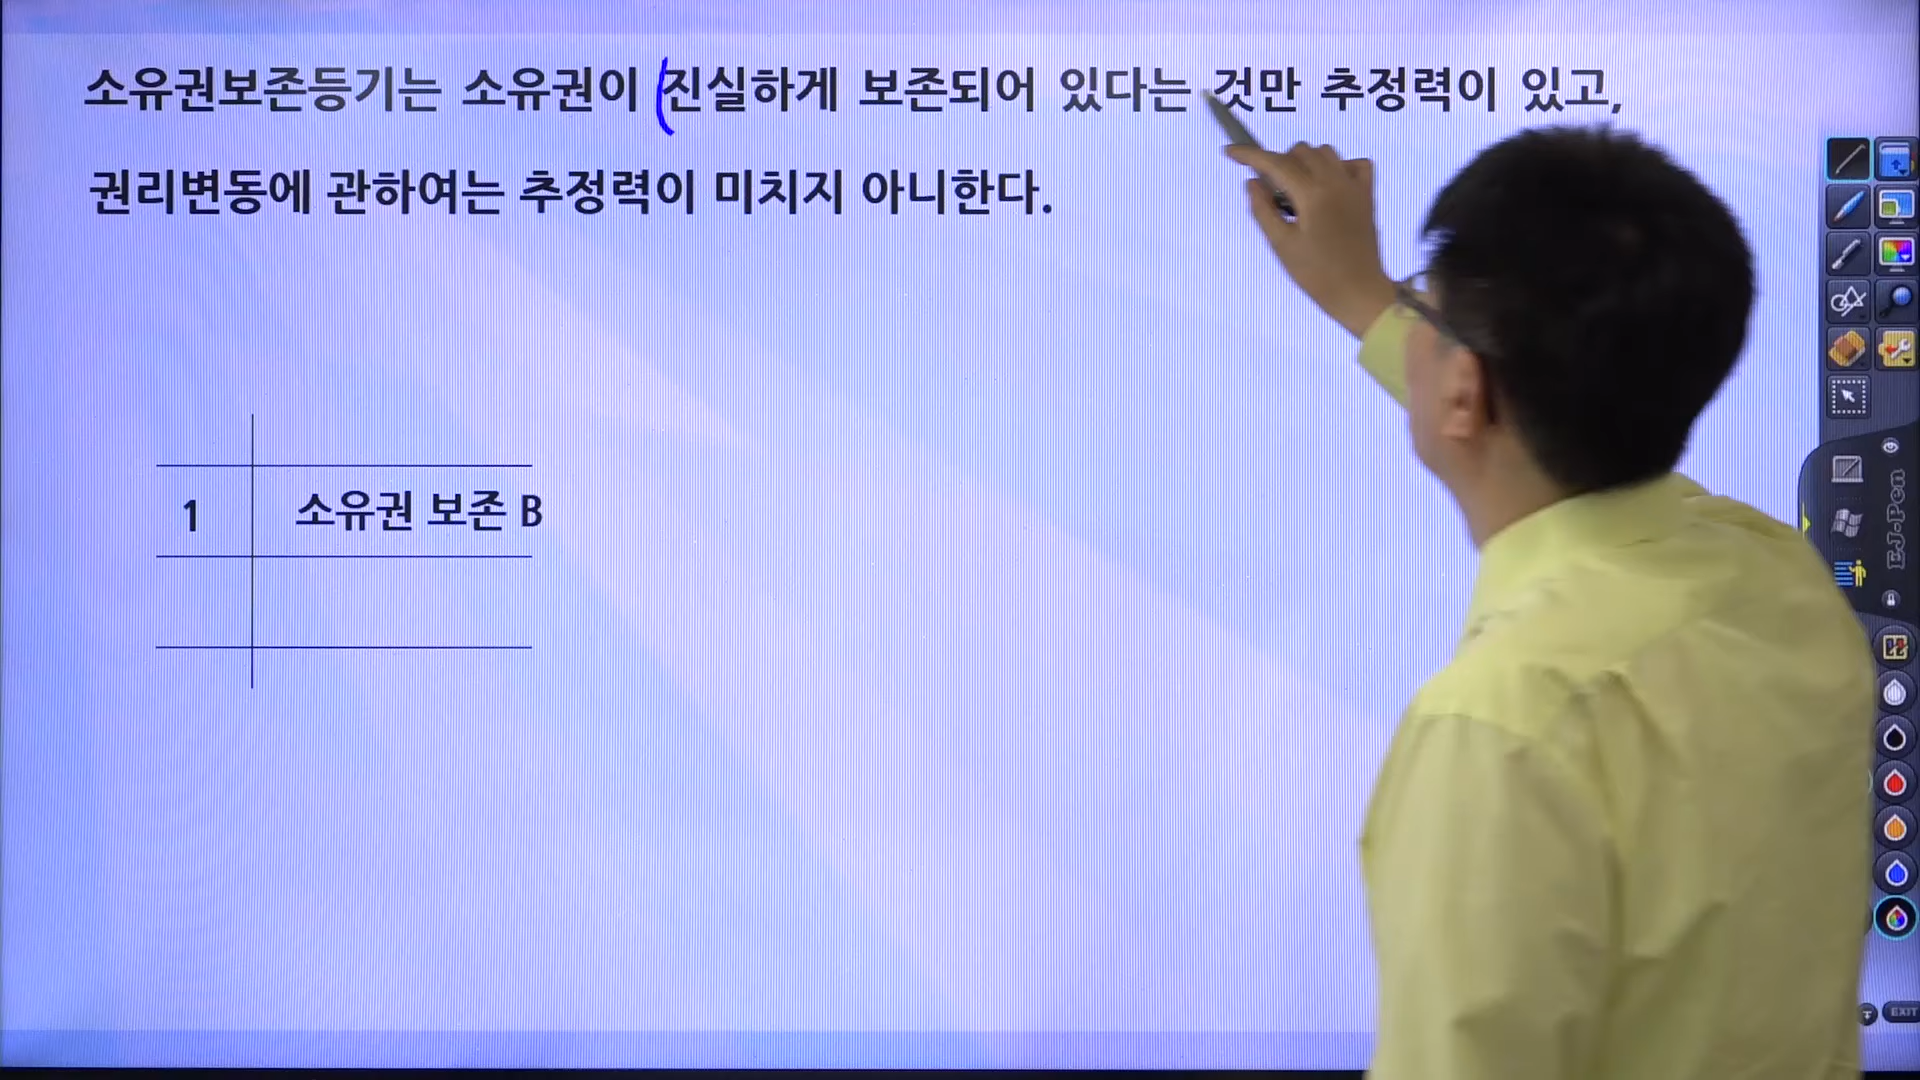 소유권보존등기는 소유권이 진실하게 보존되어 있다는 것만 추정력이 있고,
권리변동에 관하여는 추정력이 미치지 아니한다.
1 소유권 보존 B
EJ-Pen
EXIT